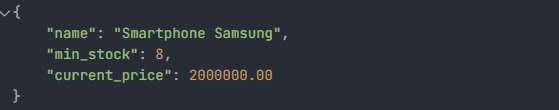 {
"name": "Smartphone Samsung",
"min_stock": 8,
"current_price": 2000000.00
}